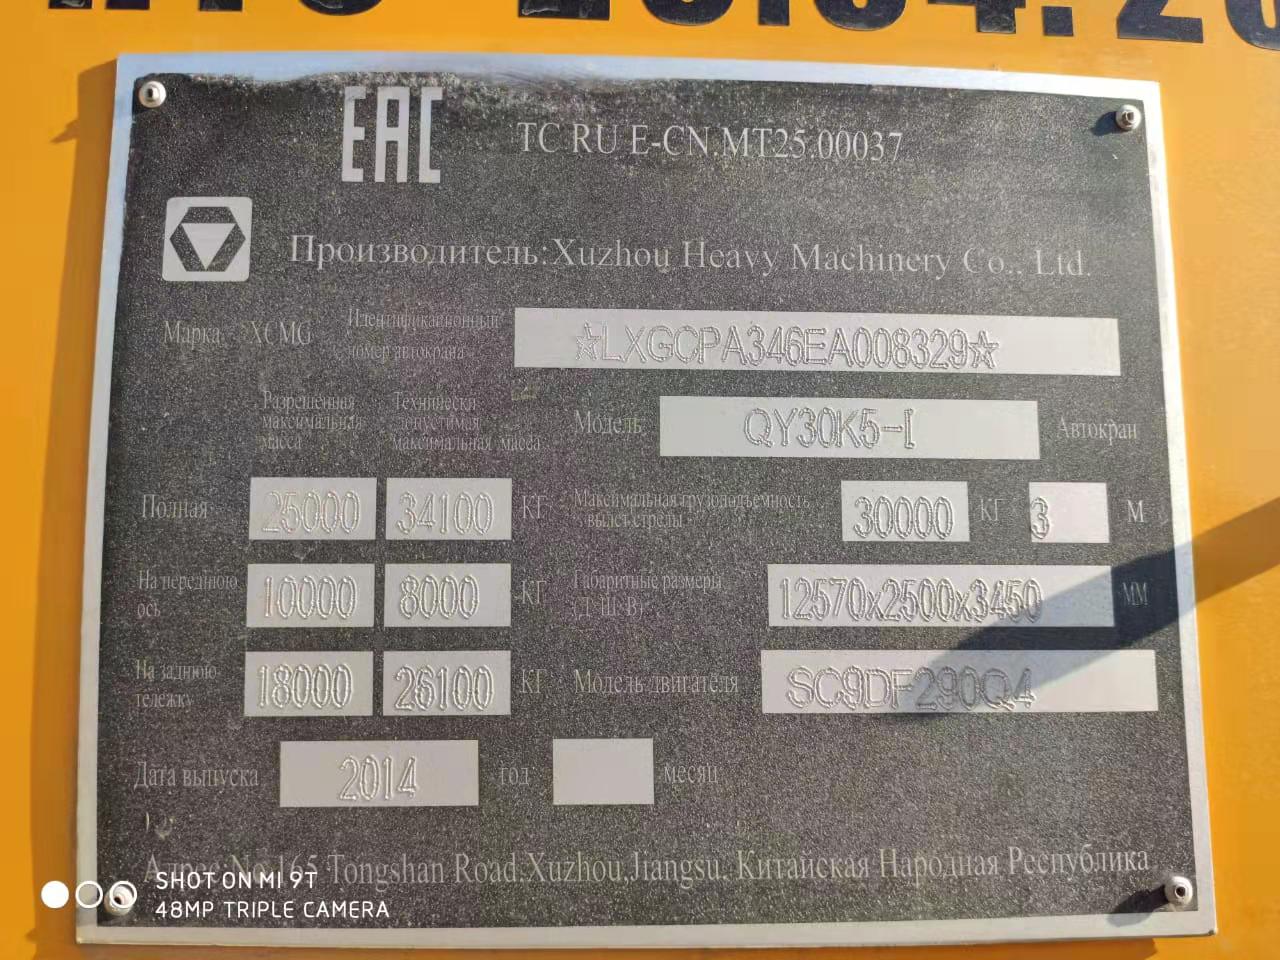 EAC TC RU E-CN.MT25.00037
Производитель:Xuzhou Heavy Machinery Co., Ltd.
Марка XCMG Идентификационный номер автокрана ☆LXGCPA346EA008329☆
Разрешенная максимальная масса Технически допустимая максимальная масса Модель QY30K5-I Автокран
Полная 25000 34100 КГ Максимальная грузоподъемность вылет стрелы 30000 КГ 3 М
На переднюю ось 10000 8000 КГ Габаритные размеры (Д Ш В) 12570x2500x3450 ММ
На заднюю тележку 18000 26100 КГ Модель двигателя SC9DF290Q4
Дата выпуска 2014 год месяц
Адрес:No.165 Tongshan Road.Xuzhou,Jiangsu. Китайская Народная Республика
SHOT ON MI 9T
48MP TRIPLE CAMERA